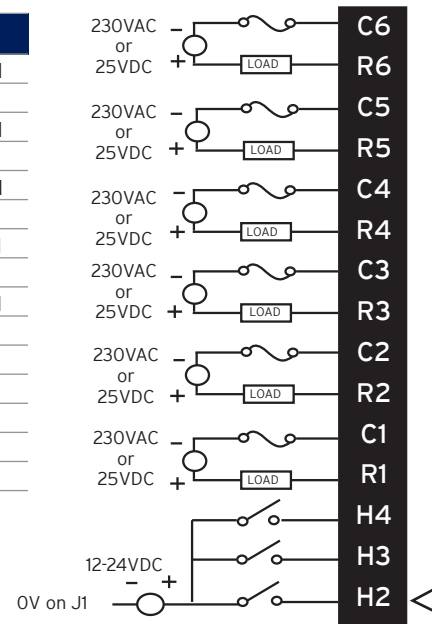 230VAC
or
25VDC
-
+
LOAD
C6
R6
230VAC
or
25VDC
-
+
LOAD
C5
R5
230VAC
or
25VDC
-
+
LOAD
C4
R4
230VAC
or
25VDC
-
+
LOAD
C3
R3
230VAC
or
25VDC
-
+
LOAD
C2
R2
230VAC
or
25VDC
-
+
LOAD
C1
R1
H4
H3
12-24VDC
- +
0V on J1
H2